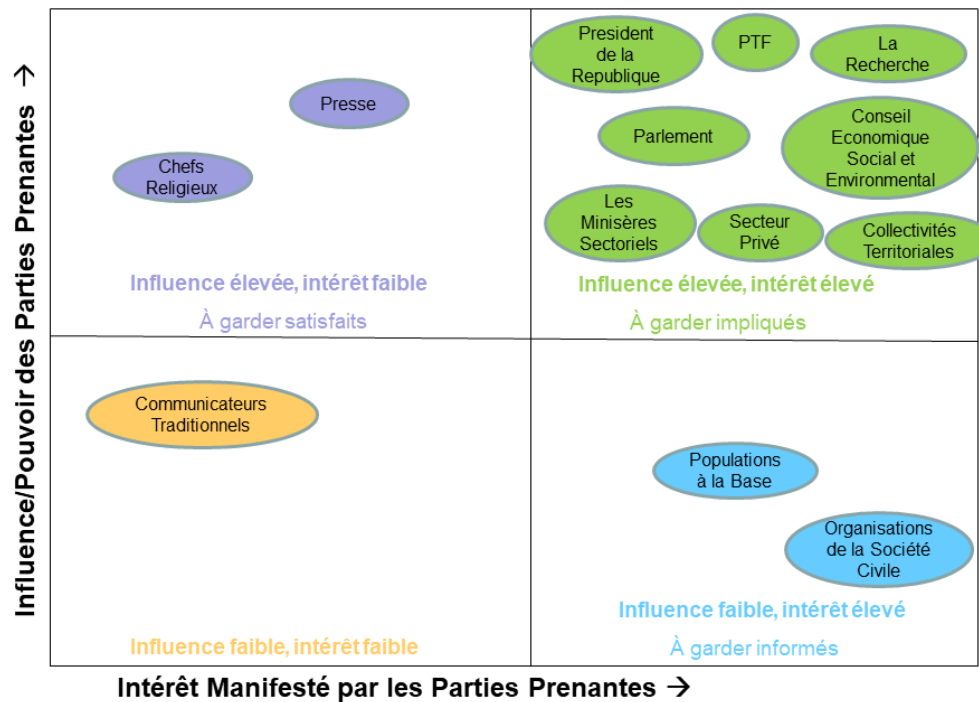 Influence/Pouvoir des Parties Prenantes →
President
de la
Republique
PTF
La
Recherche
Presse
Parlement
Conseil
Economique
Social et
Environmental
Chefs
Religieux
Les
Minisères
Sectoriels
Secteur
Privé
Collectivités
Territoriales
Influence élevée, intérêt faible
À garder satisfaits
Influence élevée, intérêt élevé
À garder impliqués
Communicateurs
Traditionnels
Populations
à la Base
Organisations
de la Société
Civile
Influence faible, intérêt faible
Influence faible, intérêt élevé
À garder informés
Intérêt Manifesté par les Parties Prenantes →